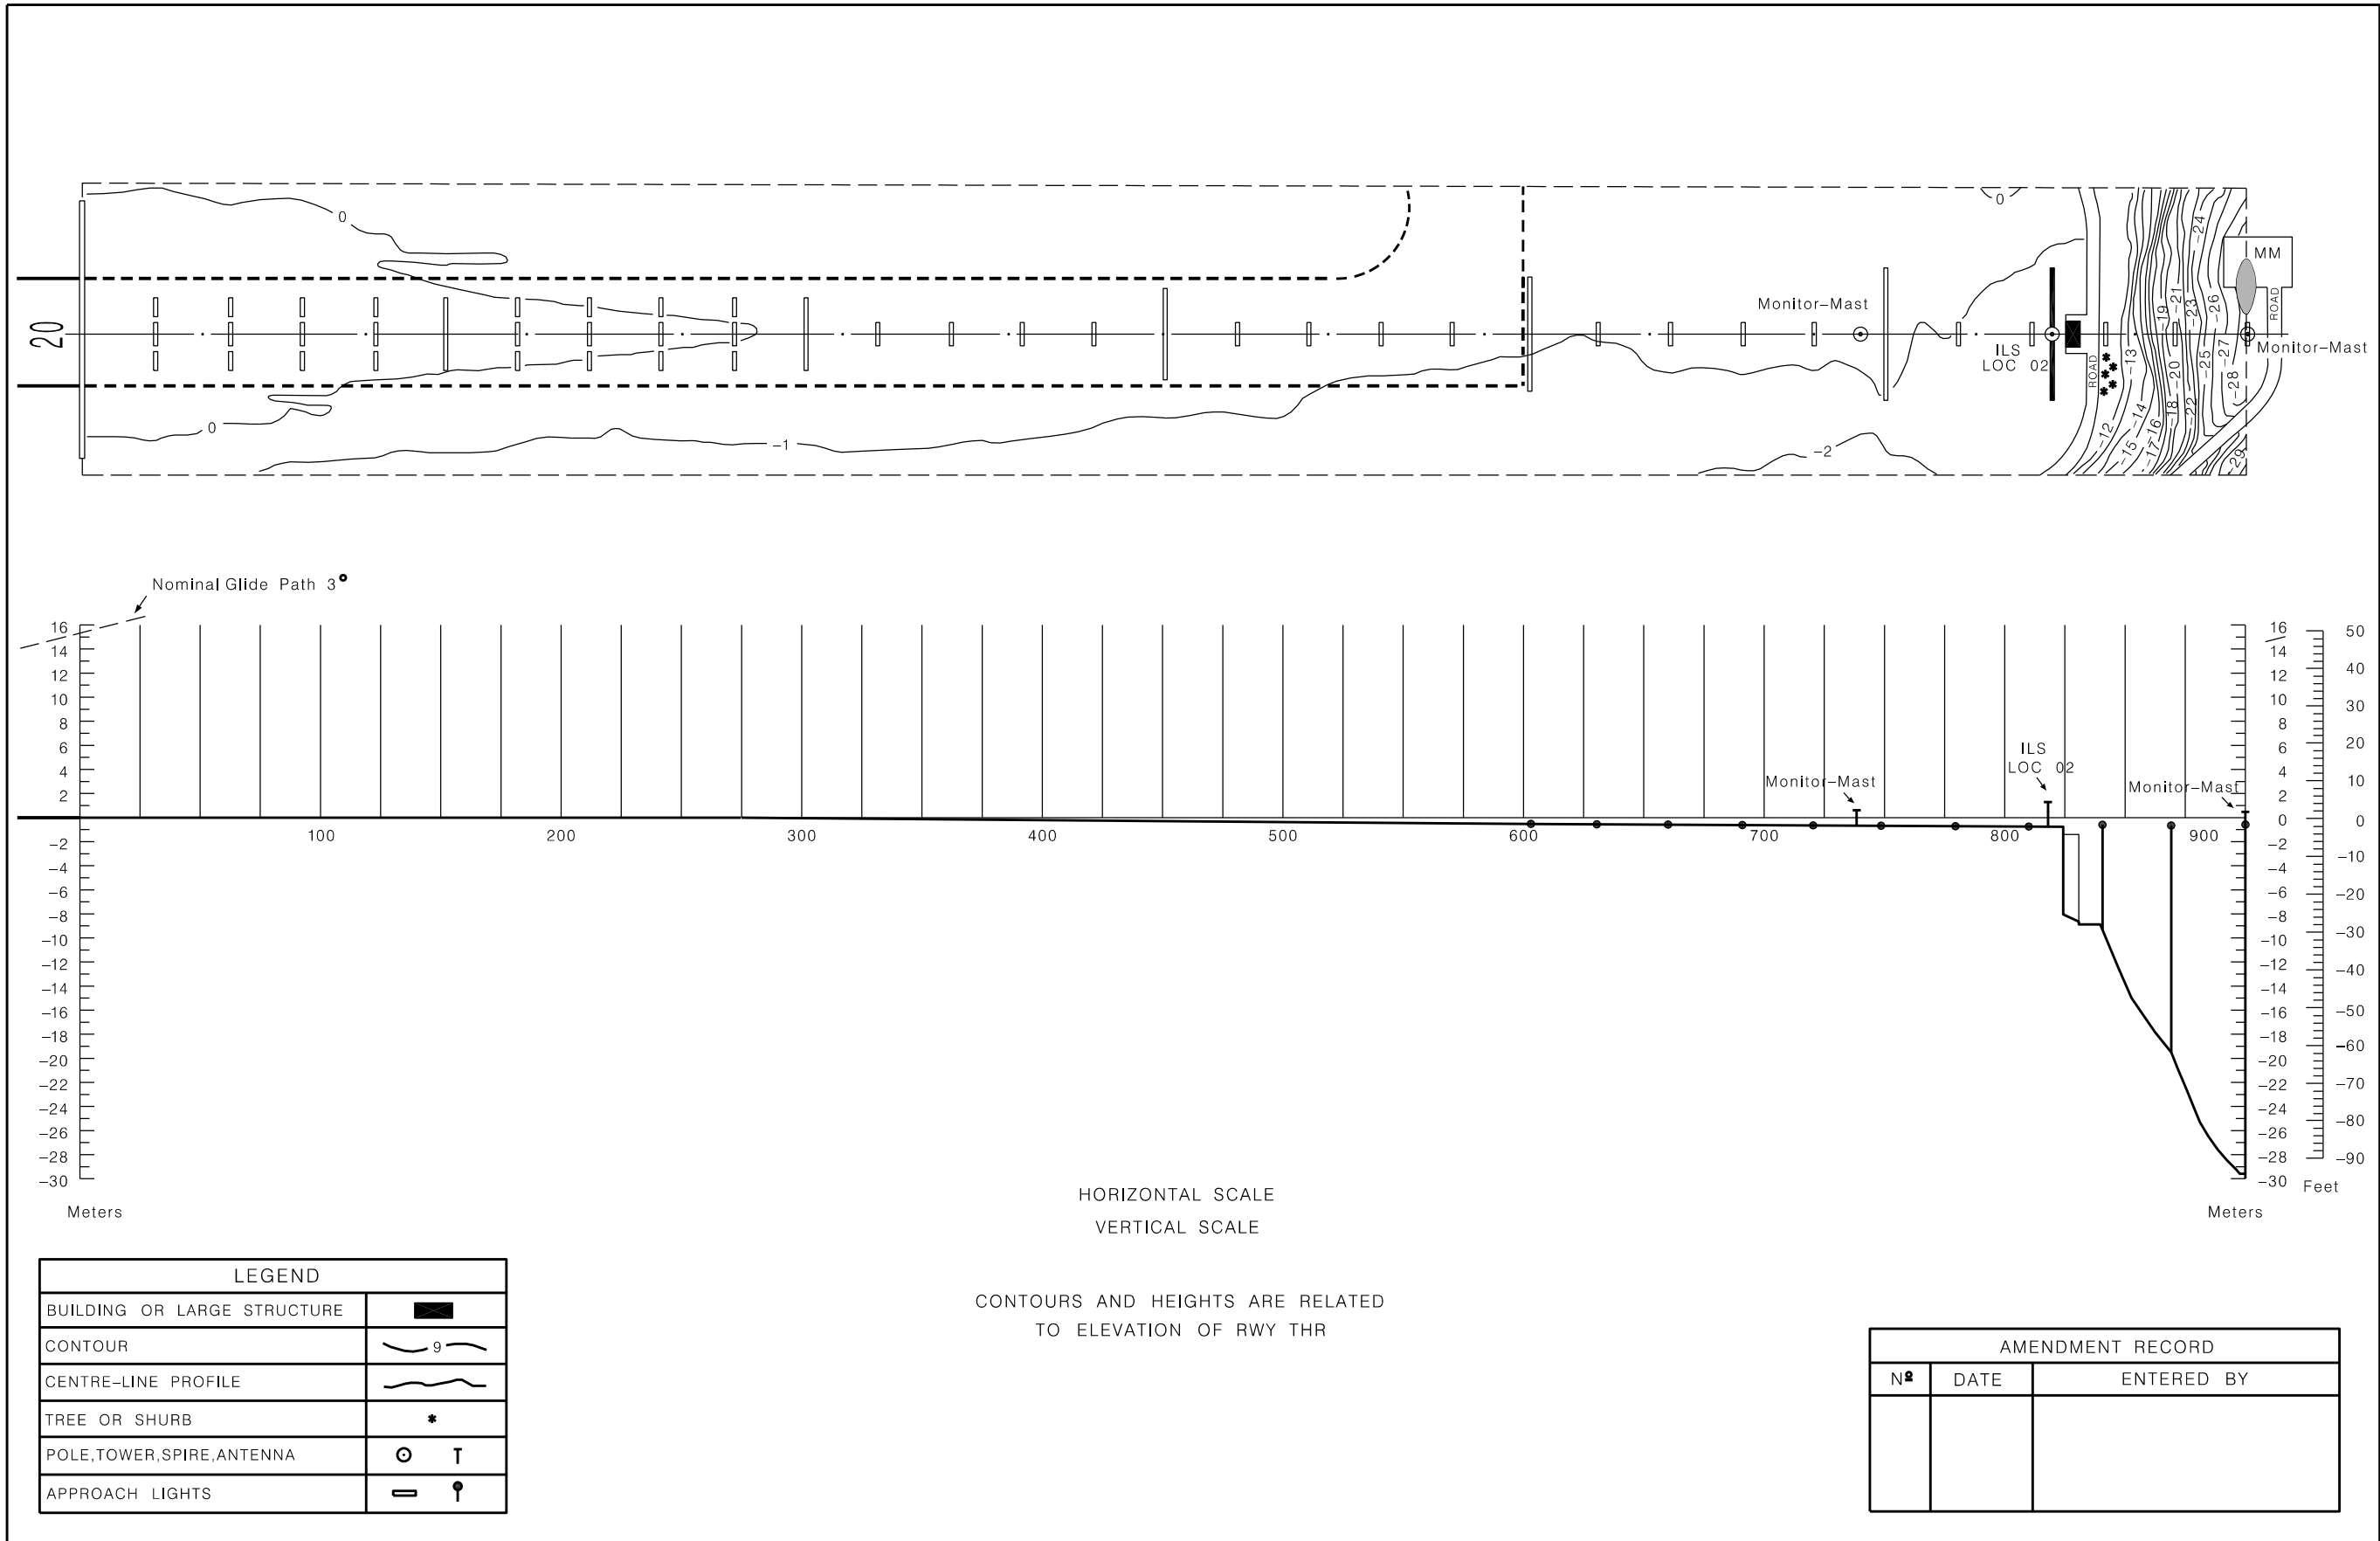 0
0
-24
MM
20
Monitor-Mast
ILS
LOC 02
ROAD
-13
-19
-21
-23
-26
ROAD
Monitor-Mast
-20
-25
-27
-28
-12
-14
-18
-22
-15
-16
-17
-29
0
-1
-2
Nominal Glide Path 3°
16
14
12
10
8
6
4
2
-2
-4
-6
-8
-10
-12
-14
-16
-18
-20
-22
-24
-26
-28
-30
Meters
100 200 300 400 500 600 700 800 900
Monitor-Mast
ILS
LOC 02
Monitor-Mast
16
14
12
10
8
6
4
2
0
-2
-4
-6
-8
-10
-12
-14
-16
-18
-20
-22
-24
-26
-28
-30
Meters
50
40
30
20
10
0
-10
-20
-30
-40
-50
-60
-70
-80
-90
Feet
HORIZONTAL SCALE
VERTICAL SCALE
CONTOURS AND HEIGHTS ARE RELATED
TO ELEVATION OF RWY THR
LEGEND
BUILDING OR LARGE STRUCTURE
CONTOUR 9
CENTRE-LINE PROFILE
TREE OR SHURB
POLE,TOWER,SPIRE,ANTENNA
APPROACH LIGHTS
AMENDMENT RECORD
Nº DATE ENTERED BY